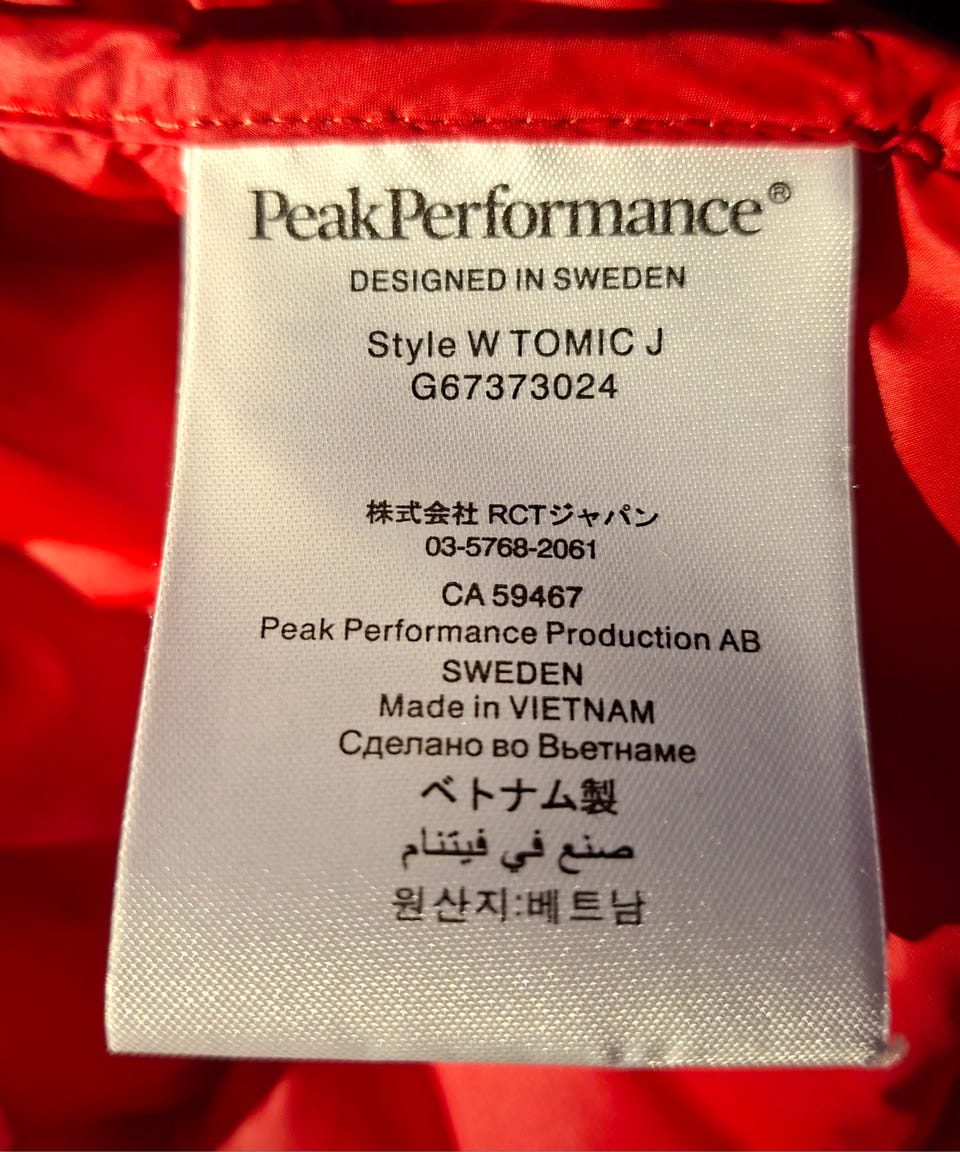 PeakPerformance®
DESIGNED IN SWEDEN
Style W TOMIC J
G67373024
株式会社 RCTジャパン
03-5768-2061
CA 59467
Peak Performance Production AB
SWEDEN
Made in VIETNAM
Сделано во Вьетнаме
ベトナム製
صنع في فيتنام
원산지:베트남